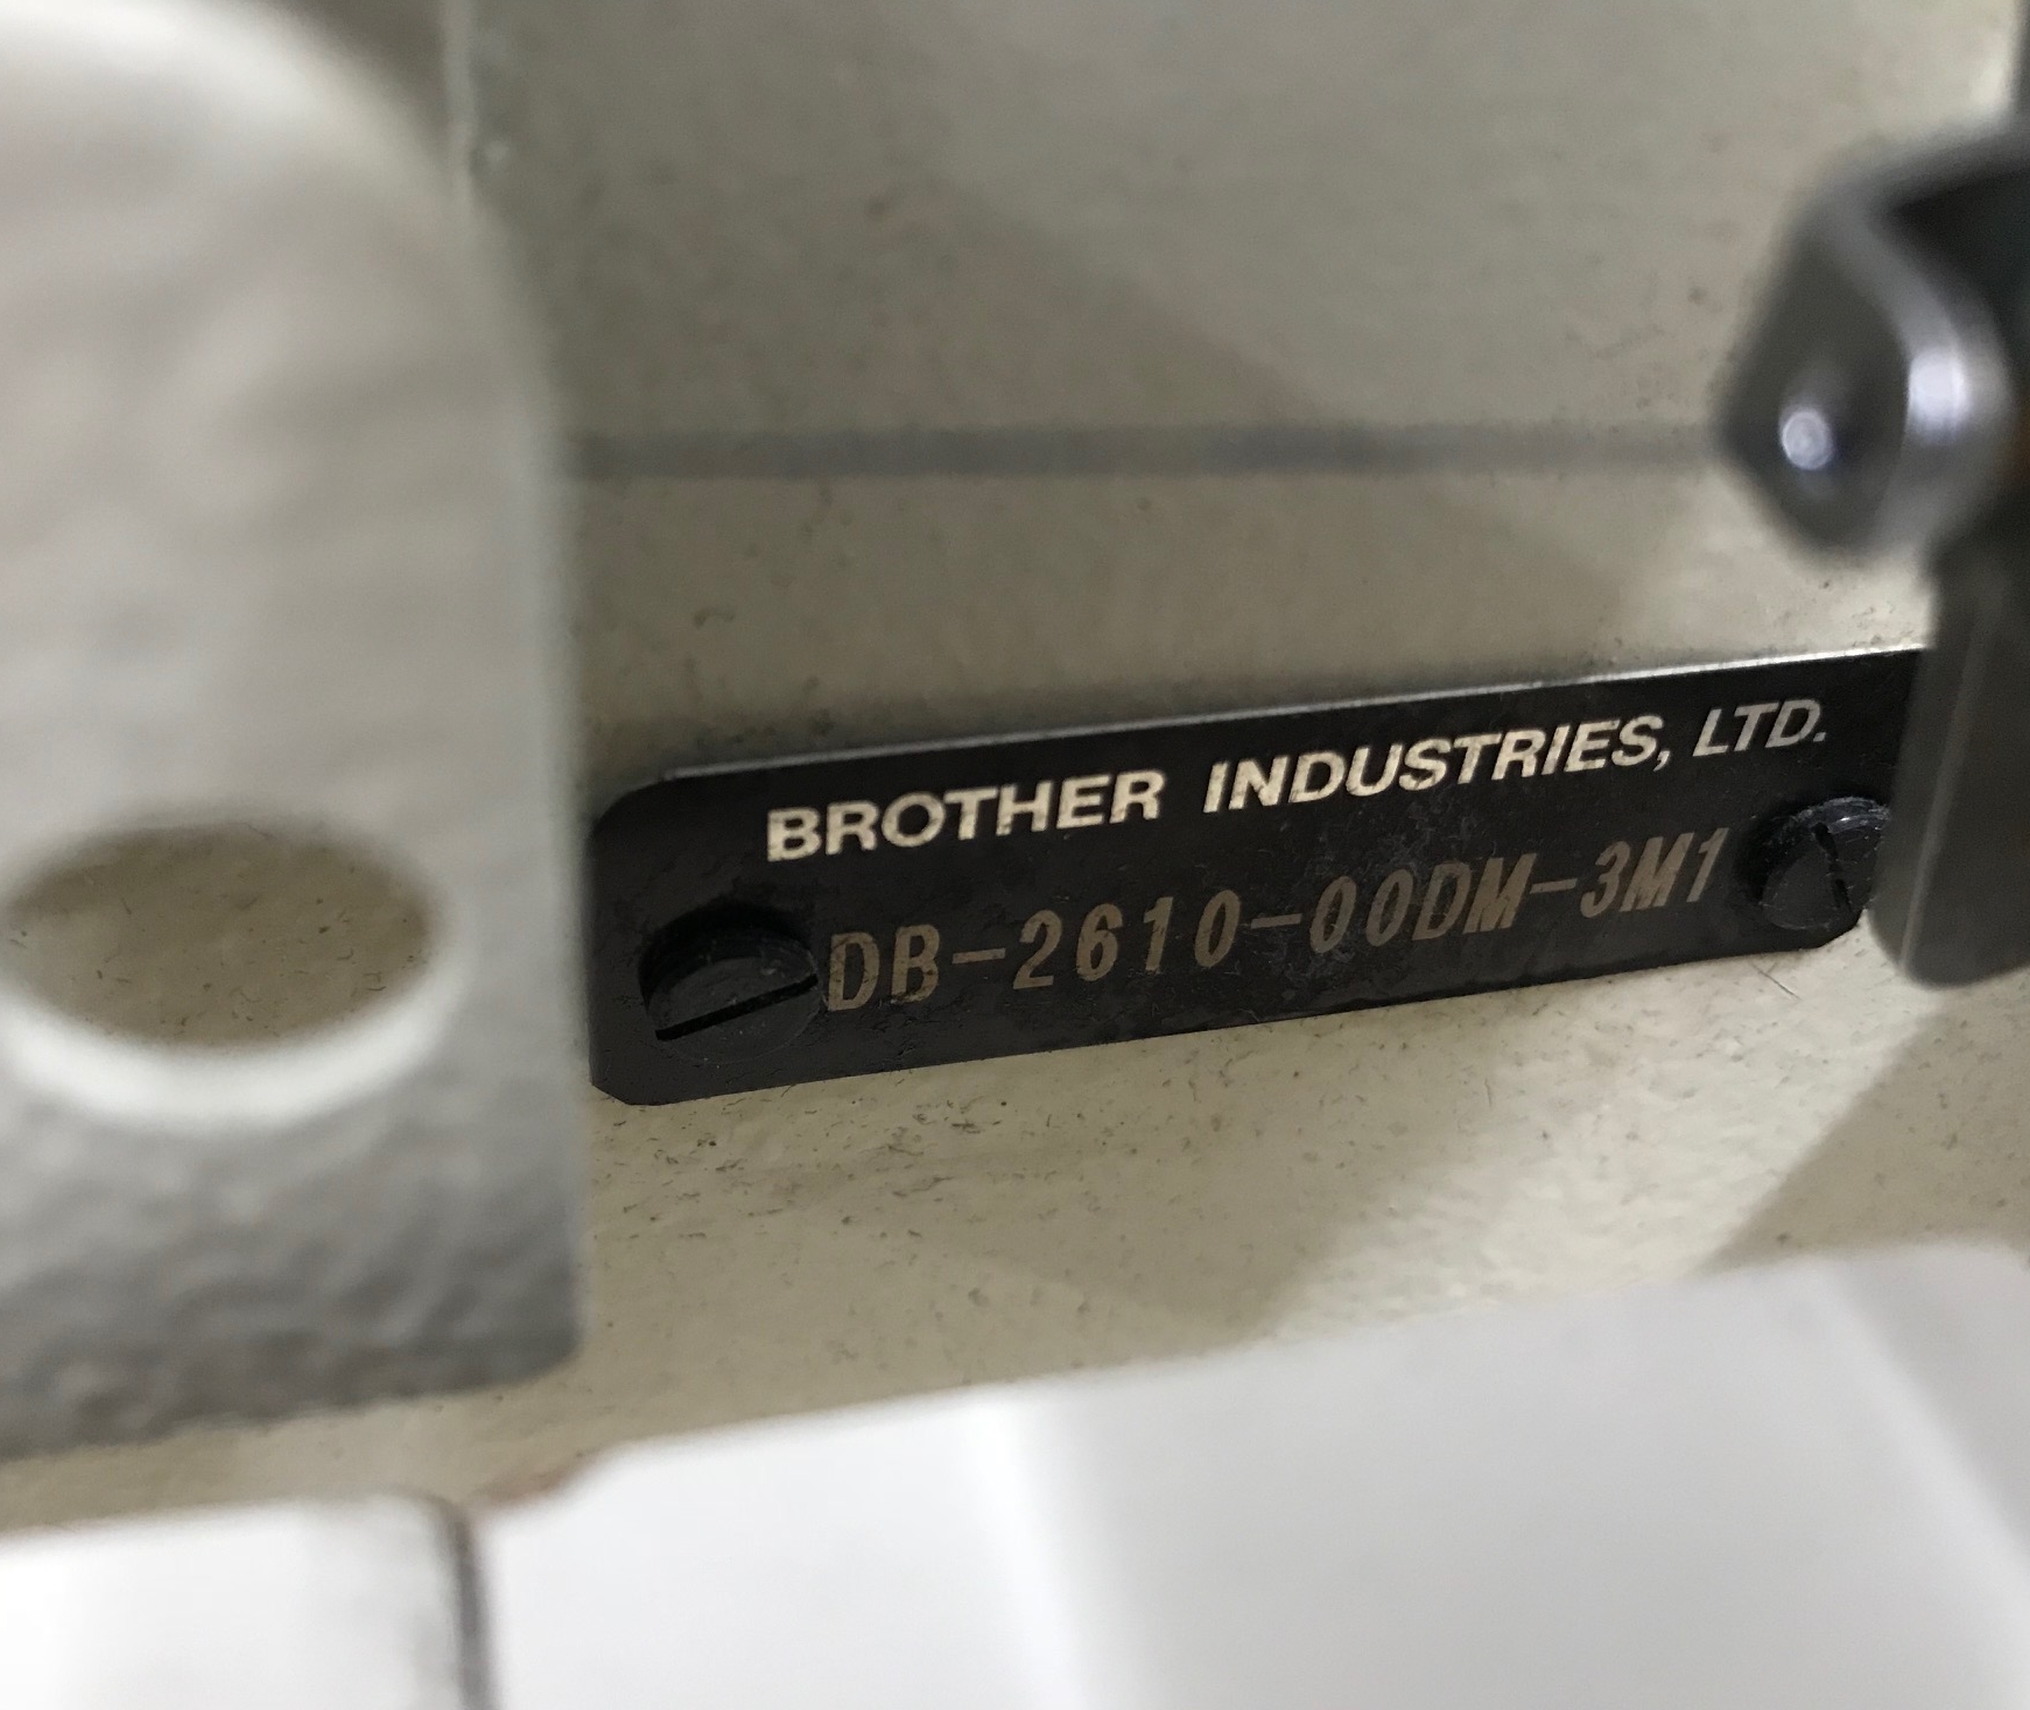 BROTHER INDUSTRIES, LTD.
DB-2610-00DM-3M1